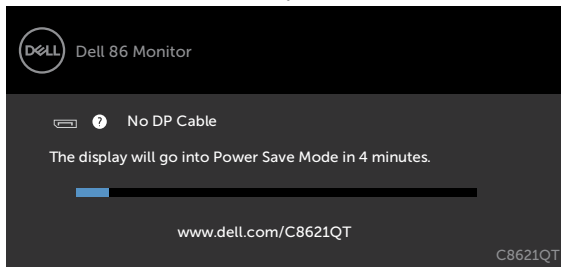 DELL
Dell 86 Monitor
? No DP Cable
The display will go into Power Save Mode in 4 minutes.
www.dell.com/C8621QT
C8621QT